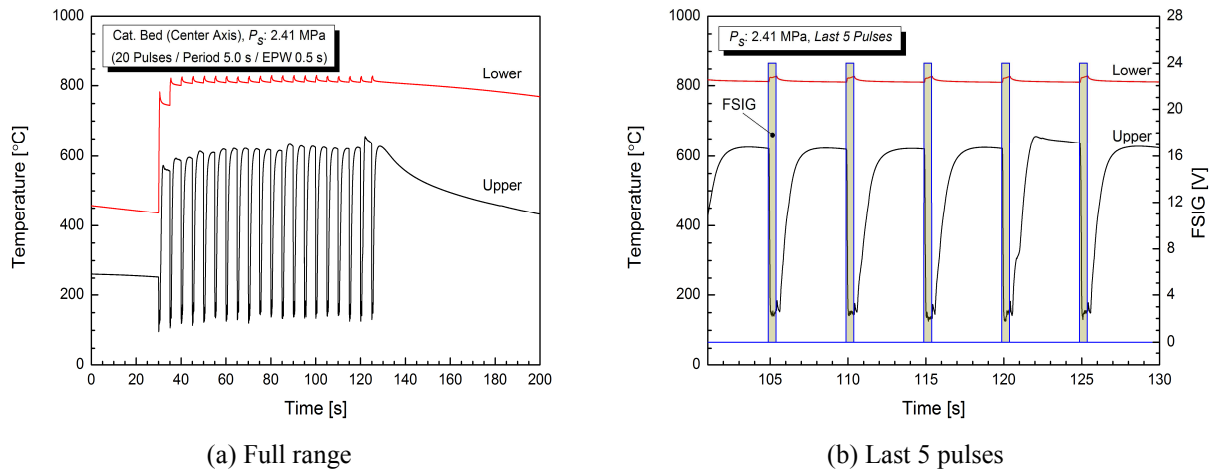 Cat. Bed (Center Axis), Ps: 2.41 MPa
(20 Pulses / Period 5.0 s / EPW 0.5 s)
Lower
Upper
Temperature [°C]
1000
800
600
400
200
0
0 20 40 60 80 100 120 140 160 180 200
Time [s]
(a) Full range
Ps: 2.41 MPa, Last 5 Pulses
Lower
FSIG
Upper
Temperature [°C]
1000
800
600
400
200
0
28
24
20
16
12
8
4
0
FSIG [V]
105 110 115 120 125 130
Time [s]
(b) Last 5 pulses